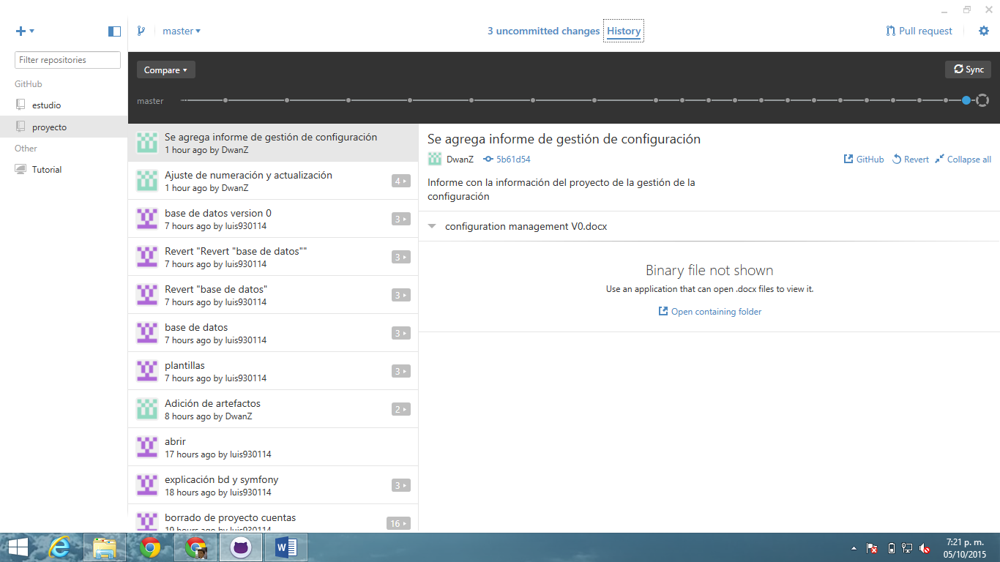 master
3 uncommitted changes
History
Pull request
Filter repositories
GitHub
estudio
proyecto
Other
Tutorial
Compare
Sync
master
Se agrega informe de gestión de configuración
1 hour ago by DwanZ
Ajuste de numeración y actualización
1 hour ago by DwanZ
4
base de datos version 0
7 hours ago by luis930114
3
Revert "Revert "base de datos""
7 hours ago by luis930114
3
Revert "base de datos"
7 hours ago by luis930114
3
base de datos
7 hours ago by luis930114
3
plantillas
7 hours ago by luis930114
3
Adición de artefactos
8 hours ago by DwanZ
2
abrir
17 hours ago by luis930114
explicación bd y symfony
18 hours ago by luis930114
3
borrado de proyecto cuentas
19 hours ago by luis930114
16
Se agrega informe de gestión de configuración
DwanZ
5b61d54
GitHub
Revert
Collapse all
Informe con la información del proyecto de la gestión de la
configuración
configuration management V0.docx
Binary file not shown
Use an application that can open .docx files to view it.
Open containing folder
7:21 p. m.
05/10/2015